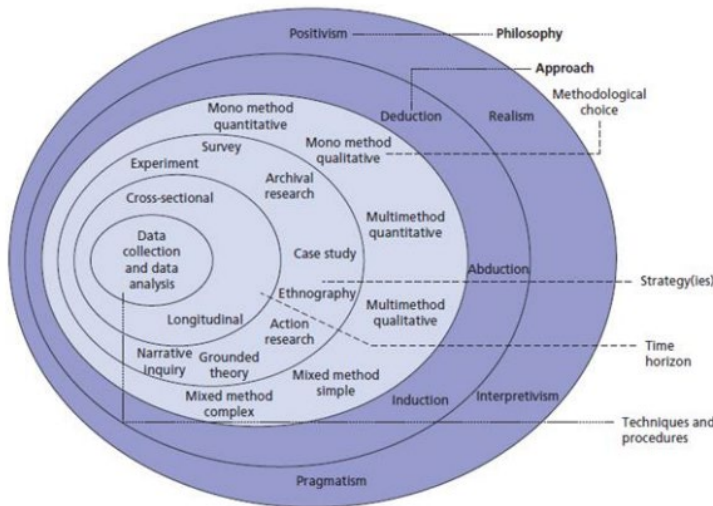 Positivism
Philosophy
Approach
Methodological
choice
Mono method
quantitative
Deduction
Realism
Mono method
qualitative
Survey
Experiment
Archival
research
Cross-sectional
Multimethod
quantitative
Data
collection
and data
analysis
Case study
Abduction
Strategy(ies)
Ethnography
Multimethod
qualitative
Longitudinal
Action
research
Time
horizon
Narrative
inquiry
Grounded
theory
Mixed method
simple
Mixed method
complex
Induction
Interpretivism
Techniques and
procedures
Pragmatism